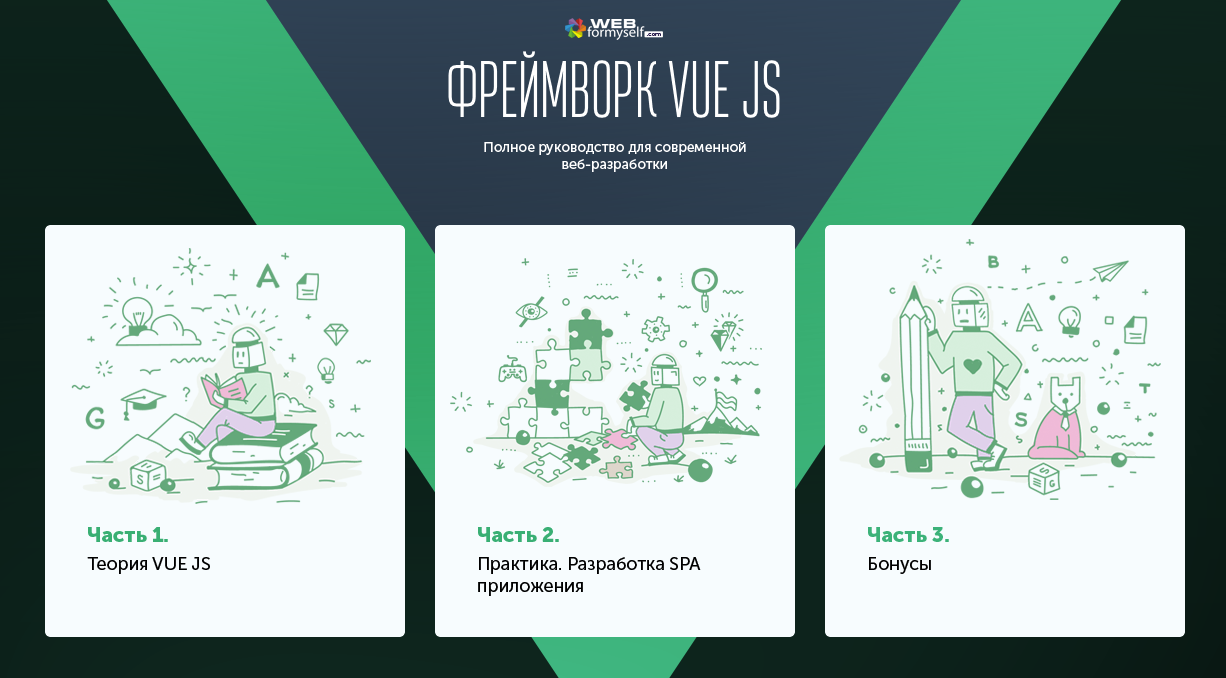 WEB
formyself.com
ФРЕЙМВОРК VUE JS
Полное руководство для современной
веб-разработки
A
G
?
?
S
S
Часть 1.
Теория VUE JS
Часть 2.
Практика. Разработка SPA
приложения
B
C
A
C
T
S
S
S
G
Часть 3.
Бонусы